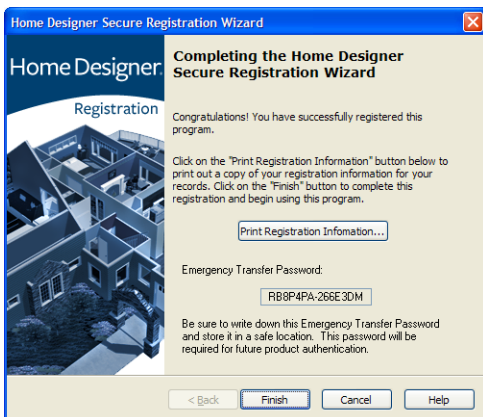 Home Designer Secure Registration Wizard
Home Designer.
Registration
Completing the Home Designer
Secure Registration Wizard
Congratulations! You have successfully registered this
program.
Click on the "Print Registration Information" button below to
print out a copy of your registration information for your
records. Click on the "Finish" button to complete this
registration and begin using this program.
Print Registration Infomation...
Emergency Transfer Password:
RB8P4PA-266E3DM
Be sure to write down this Emergency Transfer Password
and store it in a safe location. This password will be
required for future product authentication.
< Back Finish Cancel Help